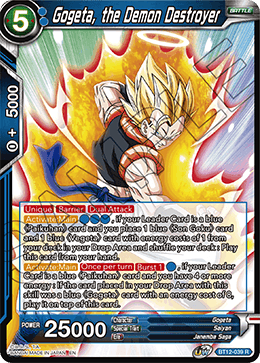 5
Gogeta, the Demon Destroyer
BATTLE
0 + 5000
Unique Barrier Dual Attack
Activate Main , if your Leader Card is a blue
《Paikuhan》 card and you place 1 blue 《Son Goku》 card
and 1 blue 《Vegeta》 card with energy costs of 1 from
your deck in your Drop Area and shuffle your deck: Play
this card from your hand.
Activate Main Once per turn Burst 1 , if your
Leader Card is a blue 《Paikuhan》 card and you have 4 or more
energy: If the card placed in your Drop Area with this
skill was a blue 《Gogeta》 card with an energy cost of 6,
play it on top of this card.
POWER
25000
Character Gogeta
Special Trait Saiyan
Era Janemba Saga
MADE IN JAPAN EN
BT12-039 R